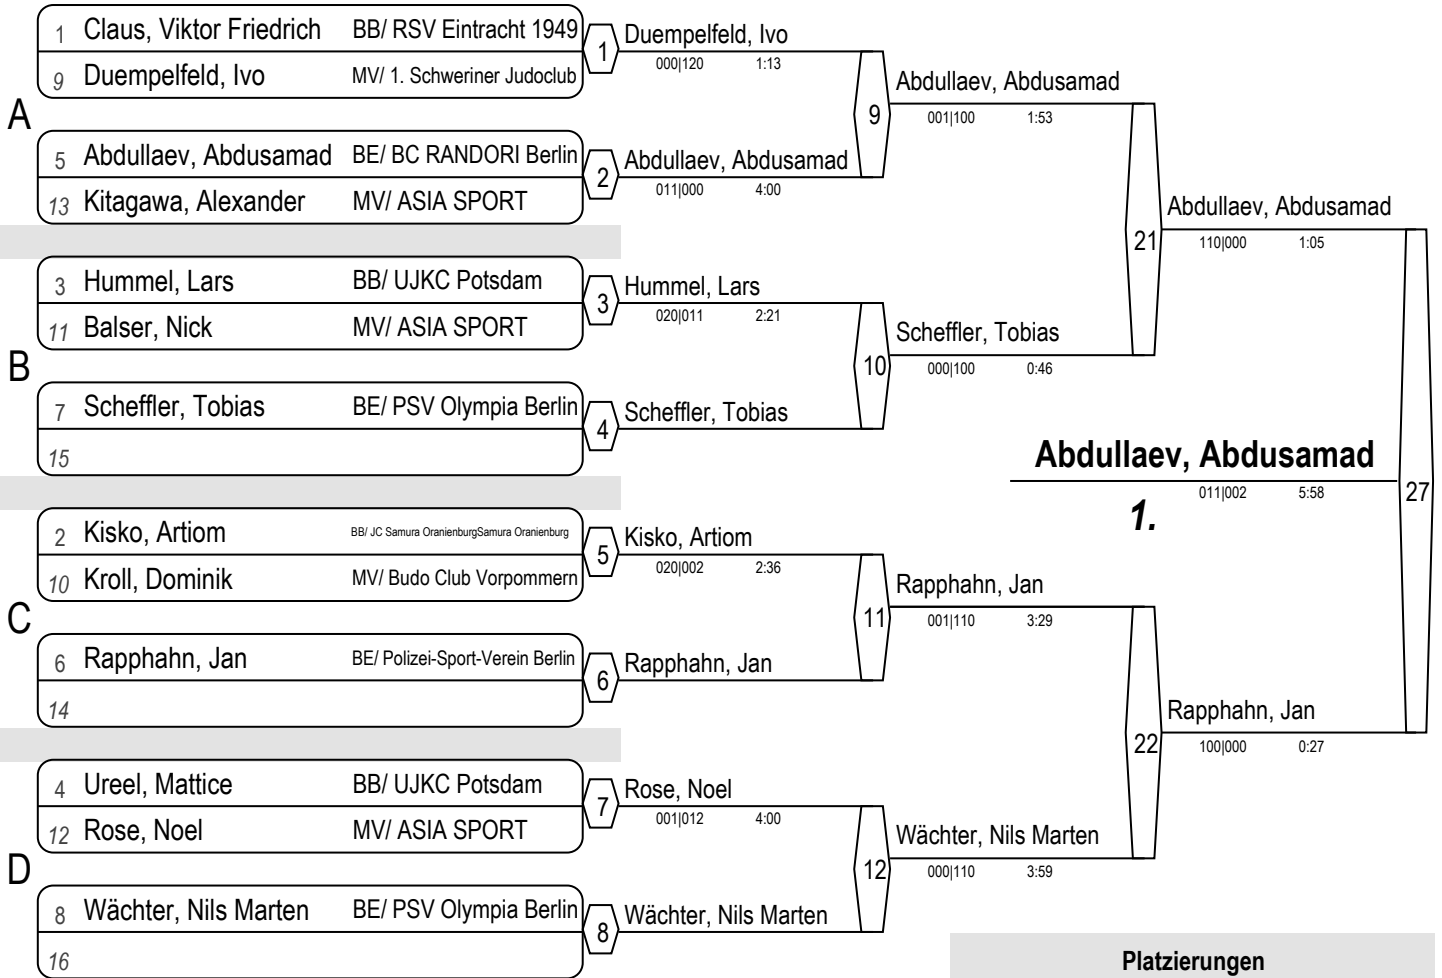 1 Claus, Viktor Friedrich BB/ RSV Eintracht 1949
9 Duempelfeld, Ivo MV/ 1. Schweriner Judoclub
1 Duempelfeld, Ivo
000|120 1:13
A
5 Abdullaev, Abdusamad BE/ BC RANDORI Berlin
13 Kitagawa, Alexander MV/ ASIA SPORT
2 Abdullaev, Abdusamad
011|000 4:00
9 Abdullaev, Abdusamad
001|100 1:53
3 Hummel, Lars BB/ UJKC Potsdam
11 Balser, Nick MV/ ASIA SPORT
3 Hummel, Lars
020|011 2:21
B
7 Scheffler, Tobias BE/ PSV Olympia Berlin
15
4 Scheffler, Tobias
10 Scheffler, Tobias
000|100 0:46
21 Abdullaev, Abdusamad
110|000 1:05
2 Kisko, Artiom BB/ JC Samura OranienburgSamura Oranienburg
10 Kroll, Dominik MV/ Budo Club Vorpommern
5 Kisko, Artiom
020|002 2:36
C
6 Rapphahn, Jan BE/ Polizei-Sport-Verein Berlin
14
6 Rapphahn, Jan
11 Rapphahn, Jan
001|110 3:29
4 Ureel, Mattice BB/ UJKC Potsdam
12 Rose, Noel MV/ ASIA SPORT
7 Rose, Noel
001|012 4:00
D
8 Wächter, Nils Marten BE/ PSV Olympia Berlin
16
8 Wächter, Nils Marten
12 Wächter, Nils Marten
000|110 3:59
22 Rapphahn, Jan
100|000 0:27
Abdullaev, Abdusamad
011|002 5:58
27
1.
Platzierungen